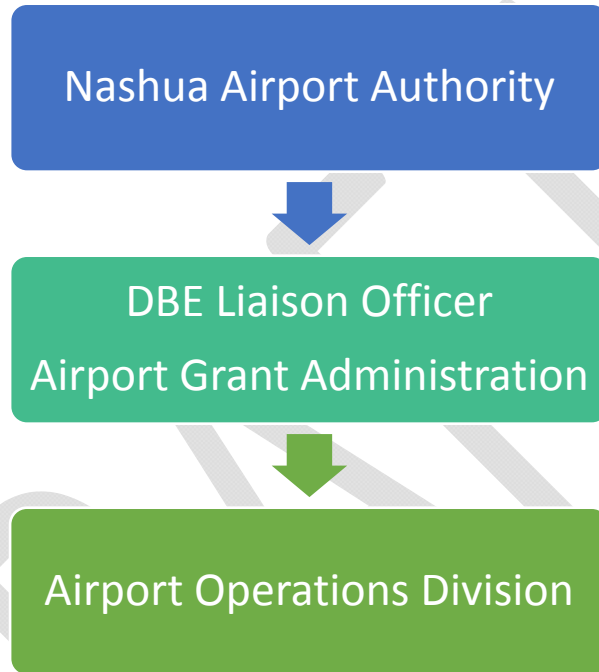 Nashua Airport Authority
DBE Liaison Officer
Airport Grant Administration
Airport Operations Division